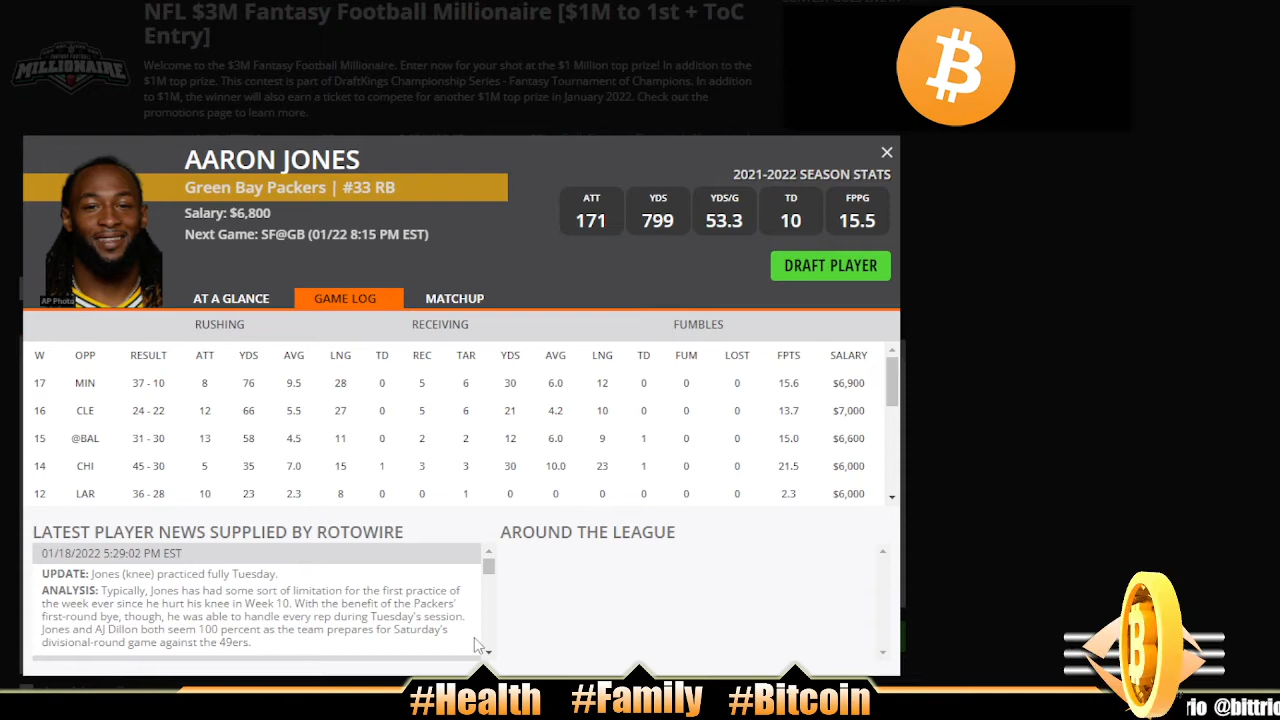 NFL $3M Fantasy Football Millionaire [$1M to 1st + ToC
Entry]
FANTASY FOOTBALL
MILLIONAIRE
Welcome to the $3M Fantasy Football Millionaire. Enter now for your shot at the $1 Million top prize! In addition to the
$1M top prize. This contest is part of DraftKings Championship Series - Fantasy Tournament of Champions. In addition
to $1M, the winner will also earn a ticket to compete for another $1M top prize in January 2022. Check out the
promotions page to learn more.
AARON JONES
Green Bay Packers | #33 RB
Salary: $6,800
Next Game: SF@GB (01/22 8:15 PM EST)
AP Photo
2021-2022 SEASON STATS
ATT YDS YDS/G TD FPPG
171 799 53.3 10 15.5
DRAFT PLAYER
AT A GLANCE GAME LOG MATCHUP
RUSHING RECEIVING FUMBLES
W OPP RESULT ATT YDS AVG LNG TD REC TAR YDS AVG LNG TD FUM LOST FPTS SALARY
17 MIN 37 - 10 8 76 9.5 28 0 5 6 30 6.0 12 0 0 0 15.6 $6,900
16 CLE 24 - 22 12 66 5.5 27 0 5 6 21 4.2 10 0 0 0 13.7 $7,000
15 @BAL 31 - 30 13 58 4.5 11 0 2 2 12 6.0 9 1 0 0 15.0 $6,600
14 CHI 45 - 30 5 35 7.0 15 1 3 3 30 10.0 23 1 0 0 21.5 $6,000
12 LAR 36 - 28 10 23 2.3 8 0 0 1 0 0 0 0 0 0 2.3 $6,000
LATEST PLAYER NEWS SUPPLIED BY ROTOWIRE
01/18/2022 5:29:02 PM EST
UPDATE: Jones (knee) practiced fully Tuesday.
ANALYSIS: Typically, Jones has had some sort of limitation for the first practice of
the week ever since he hurt his knee in Week 10. With the benefit of the Packers'
first-round bye, though, he was able to handle every rep during Tuesday's session.
Jones and AJ Dillon both seem 100 percent as the team prepares for Saturday's
divisional-round game against the 49ers.
AROUND THE LEAGUE
#Health #Family #Bitcoin
rio @bittri